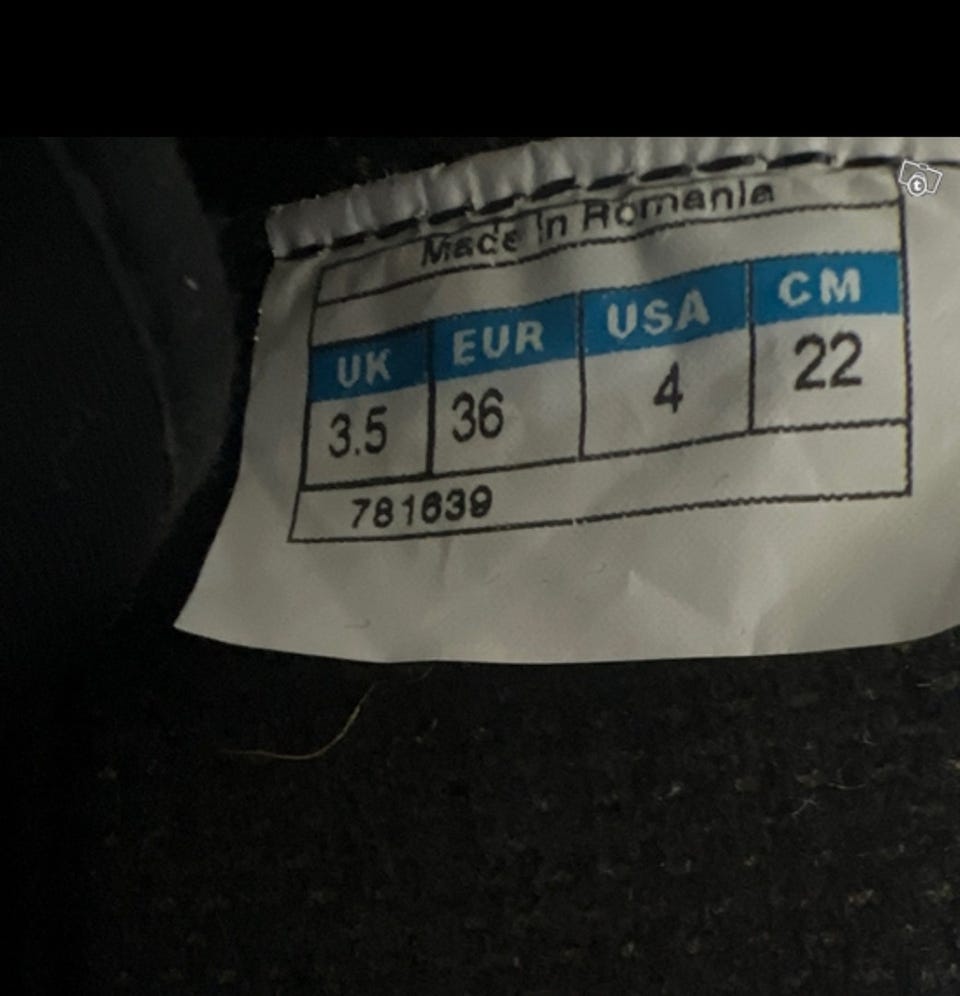 Made In Romania
UK EUR USA CM
3.5 36 4 22
781639